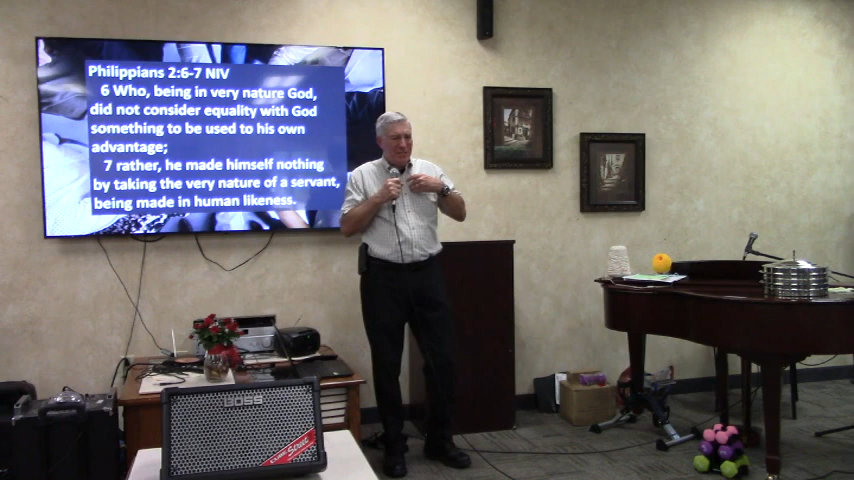 Philippians 2:6-7 NIV
6 Who, being in very nature God,
did not consider equality with God
something to be used to his own
advantage;
7 rather, he made himself nothing
by taking the very nature of a servant,
being made in human likeness.
BOSS
CUBE Street